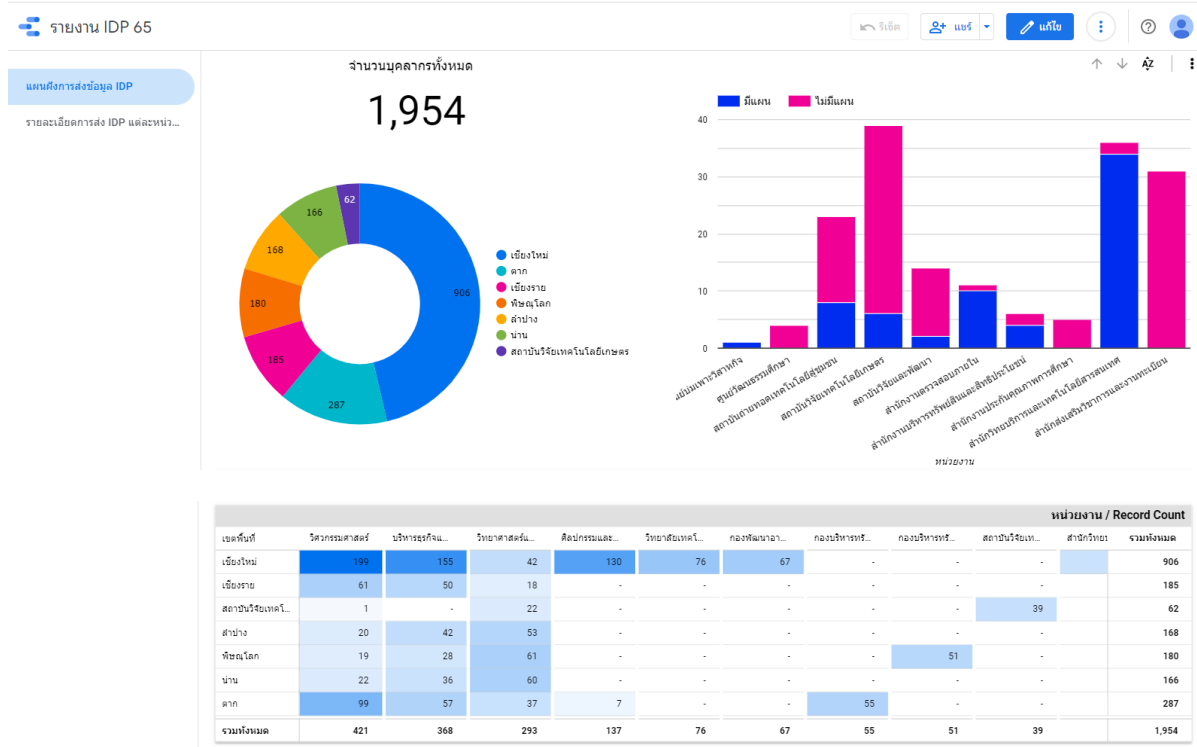 รายงาน IDP 65
รีเซ็ต
แชร์
แก้ไข
แผนผังการส่งข้อมูล IDP
รายละเอียดการส่ง IDP แต่ละหน่ว...
จำนวนบุคลากรทั้งหมด
1,954
62
166
168
180
185
287
906
เชียงใหม่
ตาก
เชียงราย
พิษณุโลก
ลำปาง
น่าน
สถาบันวิจัยเทคโนโลยีเกษตร
มีแผน
ไม่มีแผน
40
30
20
10
0
ย์บ่มเพาะวิสาหกิจ
ศูนย์วัฒนธรรมศึกษา
สถาบันถ่ายทอดเทคโนโลยีสู่ชุมชน
สถาบันวิจัยเทคโนโลยีเกษตร
สถาบันวิจัยและพัฒนา
สำนักงานตรวจสอบภายใน
สำนักงานบริหารทรัพย์สินและสิทธิประโยชน์
สำนักงานประกันคุณภาพการศึกษา
สำนักวิทยบริการและเทคโนโลยีสารสนเทศ
สำนักส่งเสริมวิชาการและงานทะเบียน
หน่วยงาน
หน่วยงาน / Record Count
เขตพื้นที่ วิศวกรรมศาสตร์ บริหารธุรกิจแ... วิทยาศาสตร์แ... ศิลปกรรมและ... วิทยาลัยเทคโ... กองพัฒนาอา... กองบริหารทรั... กองบริหารทรั... สถาบันวิจัยเท... สำนักวิทย รวมทั้งหมด
เชียงใหม่ 199 155 42 130 76 67 - - - 906
เชียงราย 61 50 18 - - - - - - 185
สถาบันวิจัยเทคโ... 1 - 22 - - - - - 39 62
ลำปาง 20 42 53 - - - - - - 168
พิษณุโลก 19 28 61 - - - - 51 - 180
น่าน 22 36 60 - - - - - - 166
ตาก 99 57 37 7 - - 55 - - 287
รวมทั้งหมด 421 368 293 137 76 67 55 51 39 1,954